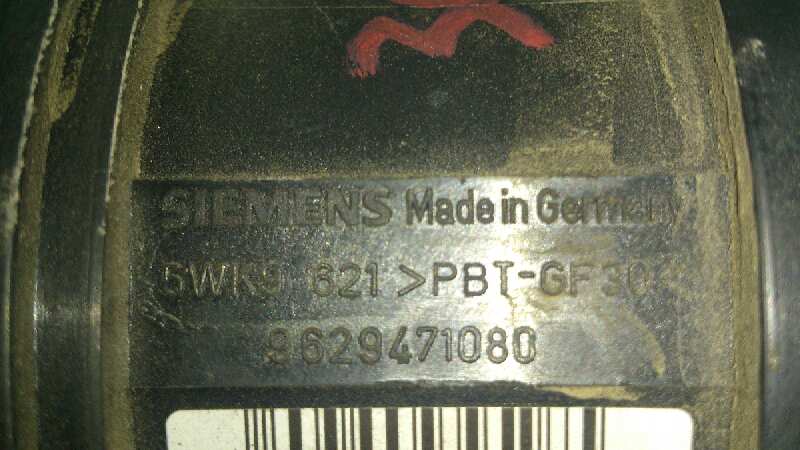 SIEMENS Made in Germany
5WK9 621 >PBT-GF30<
9629471080